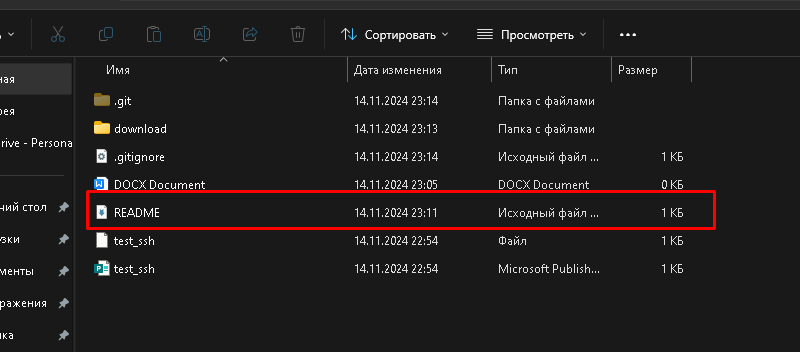 Сортировать Просмотреть
Имя Дата изменения Тип Размер
.git 14.11.2024 23:14 Папка с файлами
download 14.11.2024 23:13 Папка с файлами
.gitignore 14.11.2024 23:14 Исходный файл ... 1 КБ
DOCX Document 14.11.2024 23:05 DOCX Document 0 КБ
README 14.11.2024 23:11 Исходный файл ... 1 КБ
test_ssh 14.11.2024 22:54 Файл 1 КБ
test_ssh 14.11.2024 22:54 Microsoft Publish... 1 КБ
ная
рея
rive - Persona
ний стол
узки
менты
ражения
ка